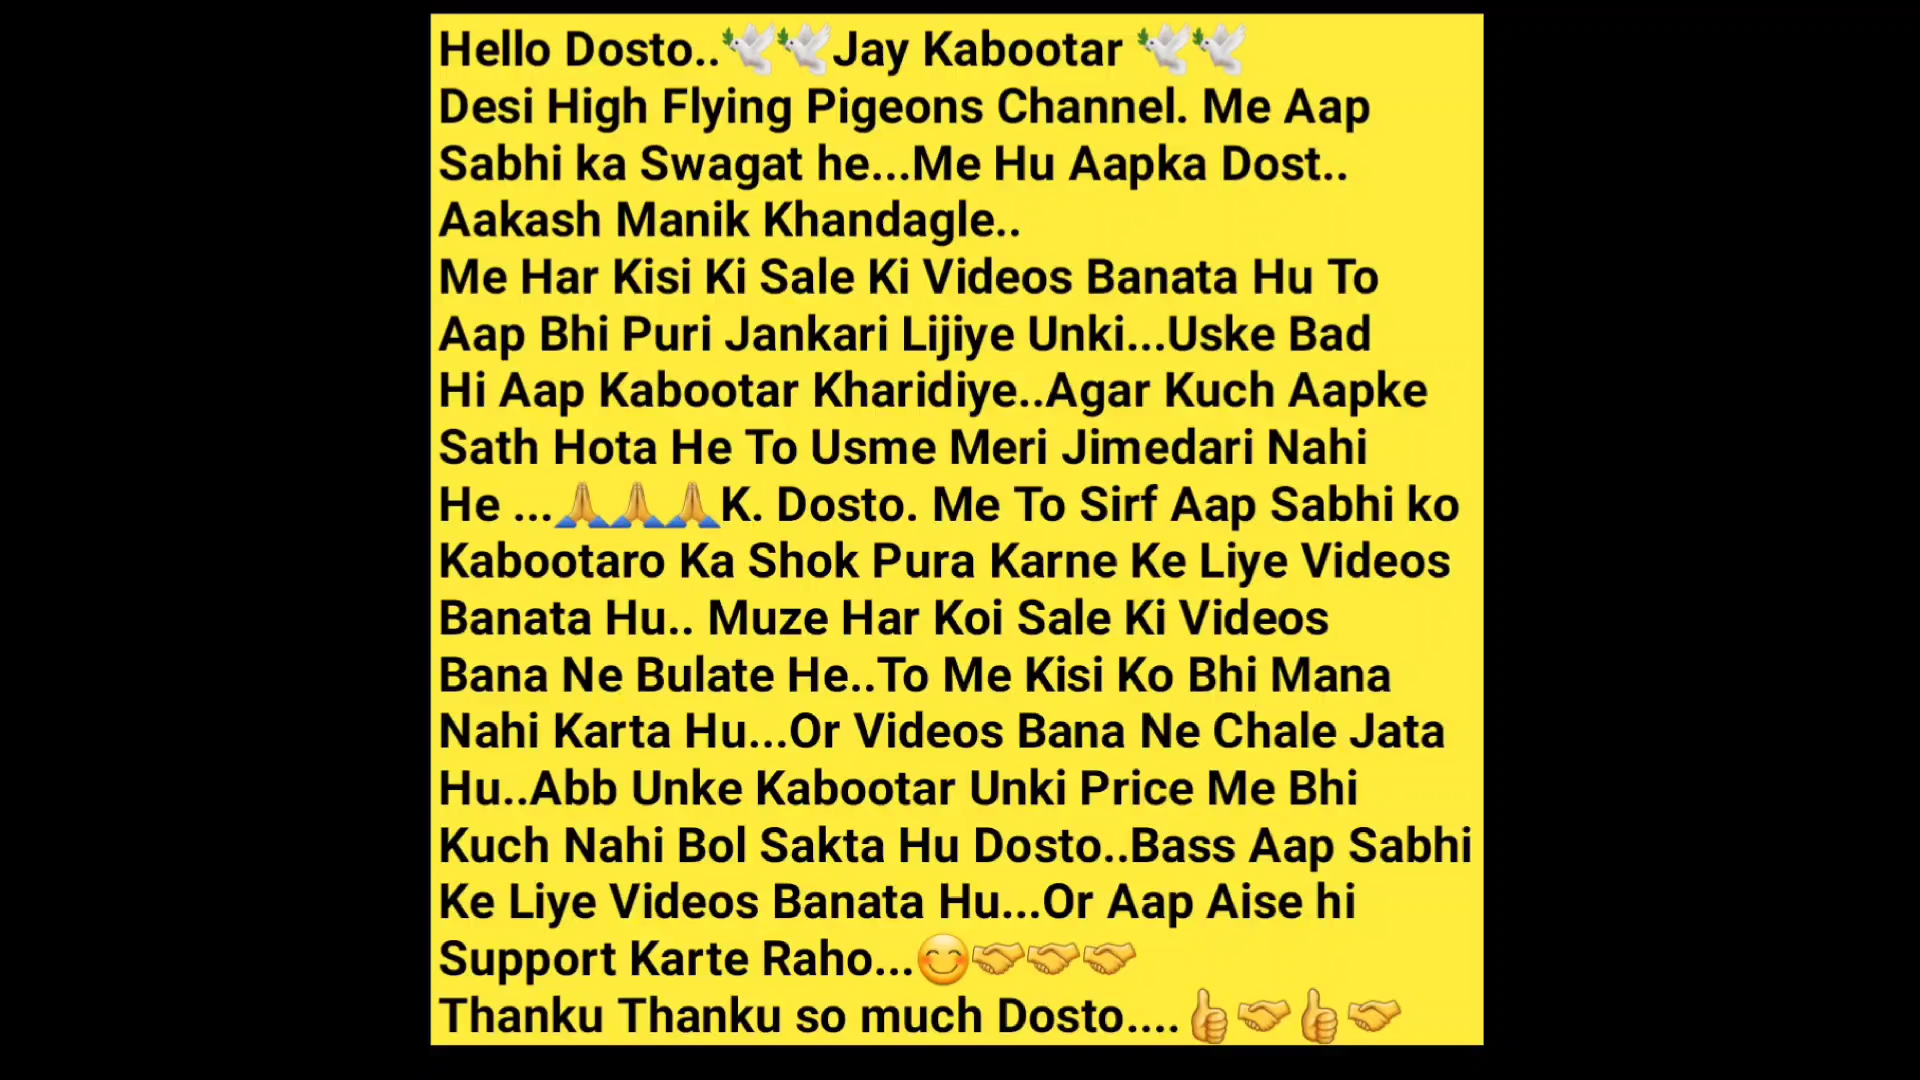 Hello Dosto..🕊️🕊️Jay Kabootar 🕊️🕊️
Desi High Flying Pigeons Channel. Me Aap
Sabhi ka Swagat he...Me Hu Aapka Dost..
Aakash Manik Khandagle..
Me Har Kisi Ki Sale Ki Videos Banata Hu To
Aap Bhi Puri Jankari Lijiye Unki...Uske Bad
Hi Aap Kabootar Kharidiye..Agar Kuch Aapke
Sath Hota He To Usme Meri Jimedari Nahi
He ...🙏🙏🙏K. Dosto. Me To Sirf Aap Sabhi ko
Kabootaro Ka Shok Pura Karne Ke Liye Videos
Banata Hu.. Muze Har Koi Sale Ki Videos
Bana Ne Bulate He..To Me Kisi Ko Bhi Mana
Nahi Karta Hu...Or Videos Bana Ne Chale Jata
Hu..Abb Unke Kabootar Unki Price Me Bhi
Kuch Nahi Bol Sakta Hu Dosto..Bass Aap Sabhi
Ke Liye Videos Banata Hu...Or Aap Aise hi
Support Karte Raho...😊🤝🤝🤝
Thanku Thanku so much Dosto....👍🤝👍🤝